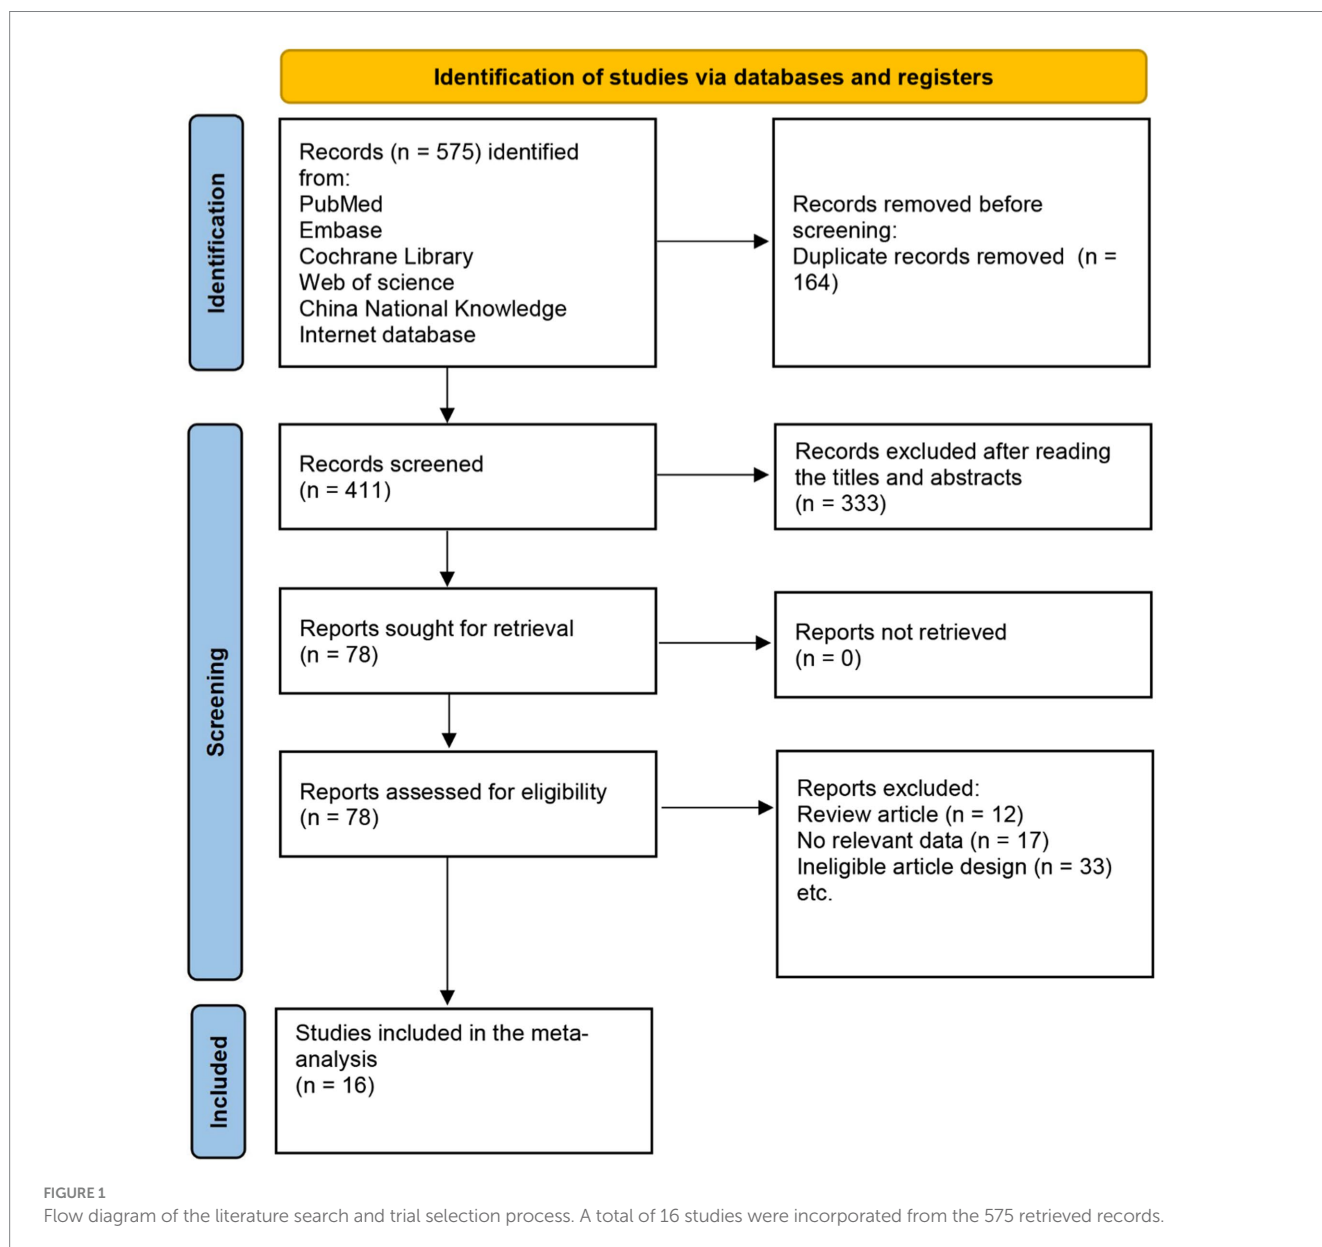 Identification of studies via databases and registers
Identification
Records (n = 575) identified
from:
PubMed
Embase
Cochrane Library
Web of science
China National Knowledge
Internet database
Records removed before
screening:
Duplicate records removed (n =
164)
Screening
Records screened
(n = 411)
Records excluded after reading
the titles and abstracts
(n = 333)
Reports sought for retrieval
(n = 78)
Reports not retrieved
(n = 0)
Reports assessed for eligibility
(n = 78)
Reports excluded:
Review article (n = 12)
No relevant data (n = 17)
Ineligible article design (n = 33)
etc.
Included
Studies included in the meta-
analysis
(n = 16)
FIGURE 1
Flow diagram of the literature search and trial selection process. A total of 16 studies were incorporated from the 575 retrieved records.